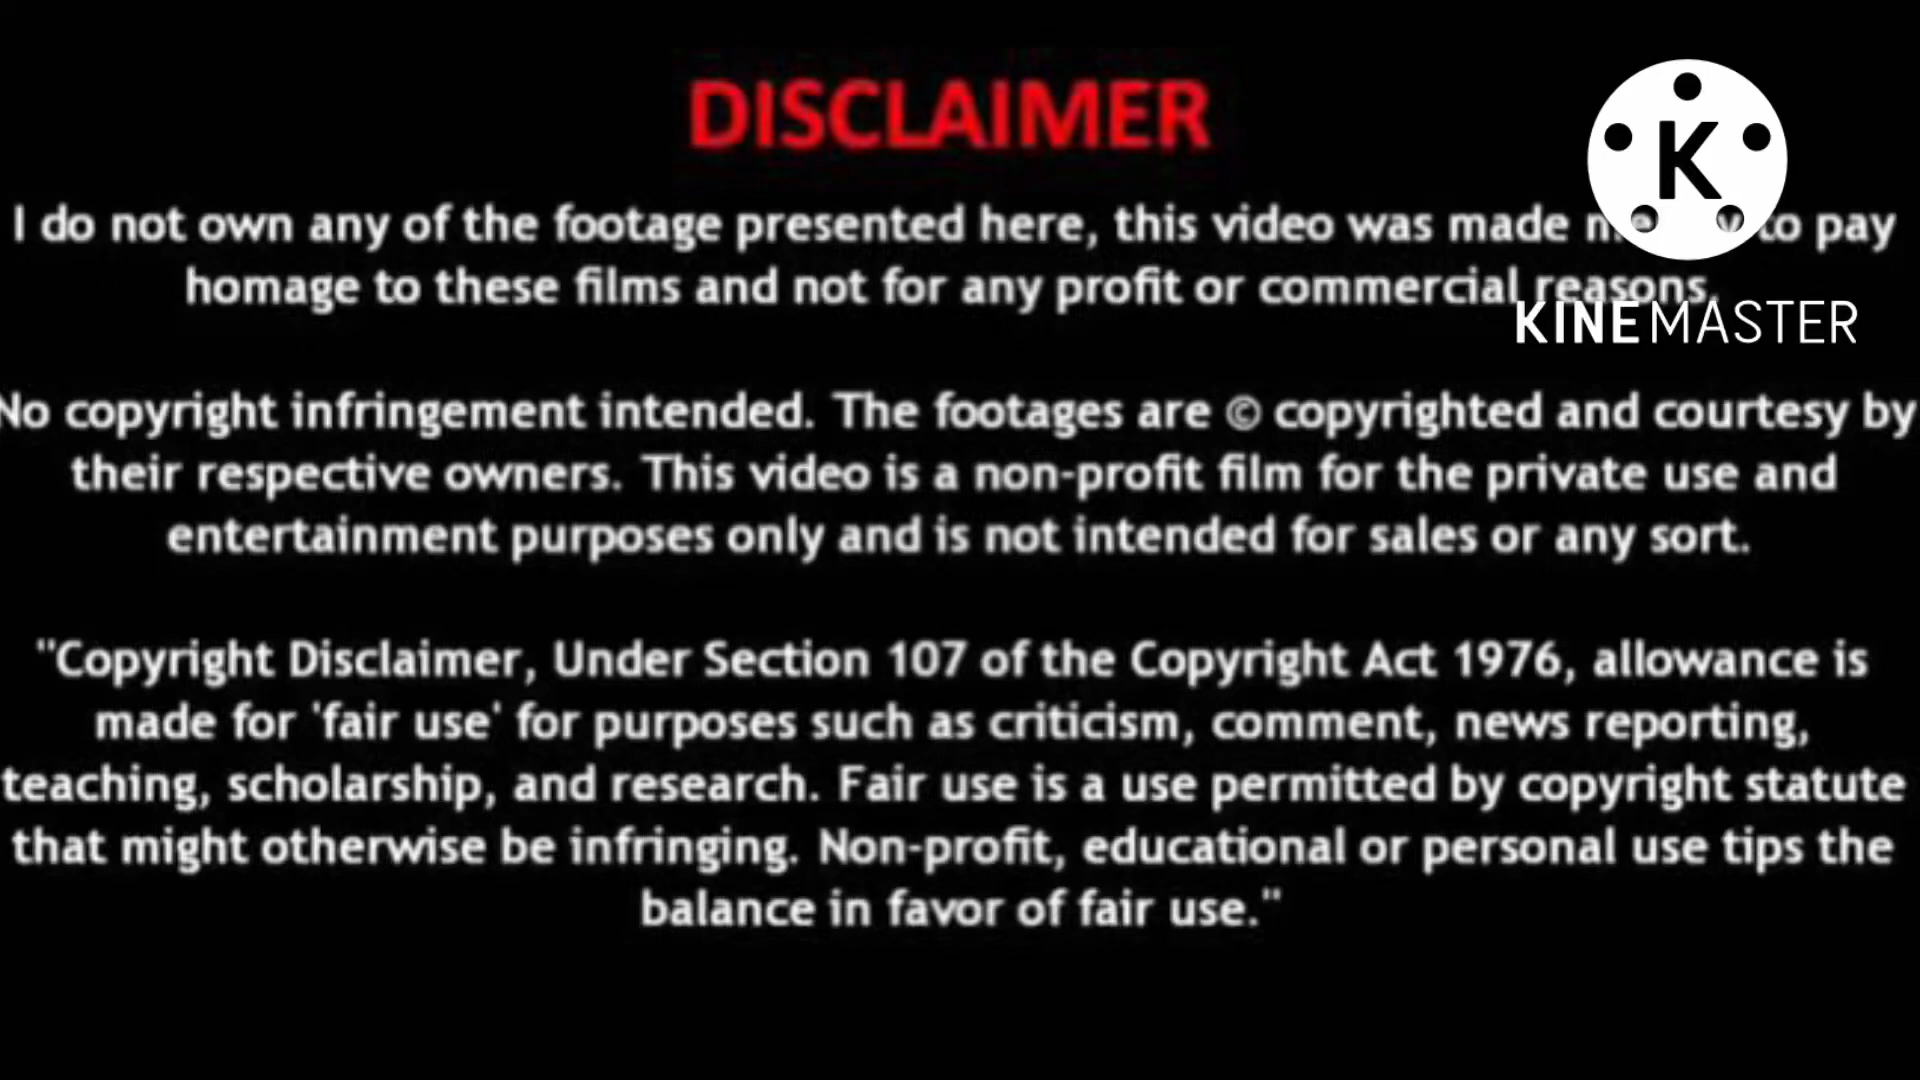 DISCLAIMER
I do not own any of the footage presented here, this video was made to pay
homage to these films and not for any profit or commercial reasons.
K
KINEMASTER
No copyright infringement intended. The footages are © copyrighted and courtesy by
their respective owners. This video is a non-profit film for the private use and
entertainment purposes only and is not intended for sales or any sort.
"Copyright Disclaimer, Under Section 107 of the Copyright Act 1976, allowance is
made for 'fair use' for purposes such as criticism, comment, news reporting,
teaching, scholarship, and research. Fair use is a use permitted by copyright statute
that might otherwise be infringing. Non-profit, educational or personal use tips the
balance in favor of fair use."